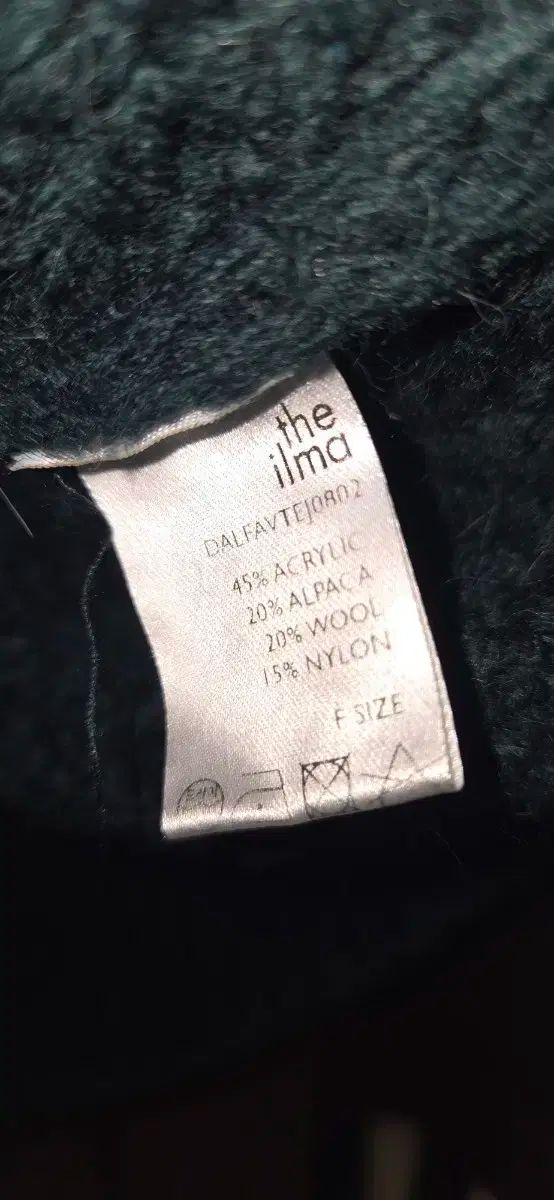 the
ilma
DALFAVTEJ0802
45% ACRYLIC
20% ALPACA
20% WOOL
15% NYLON
F SIZE